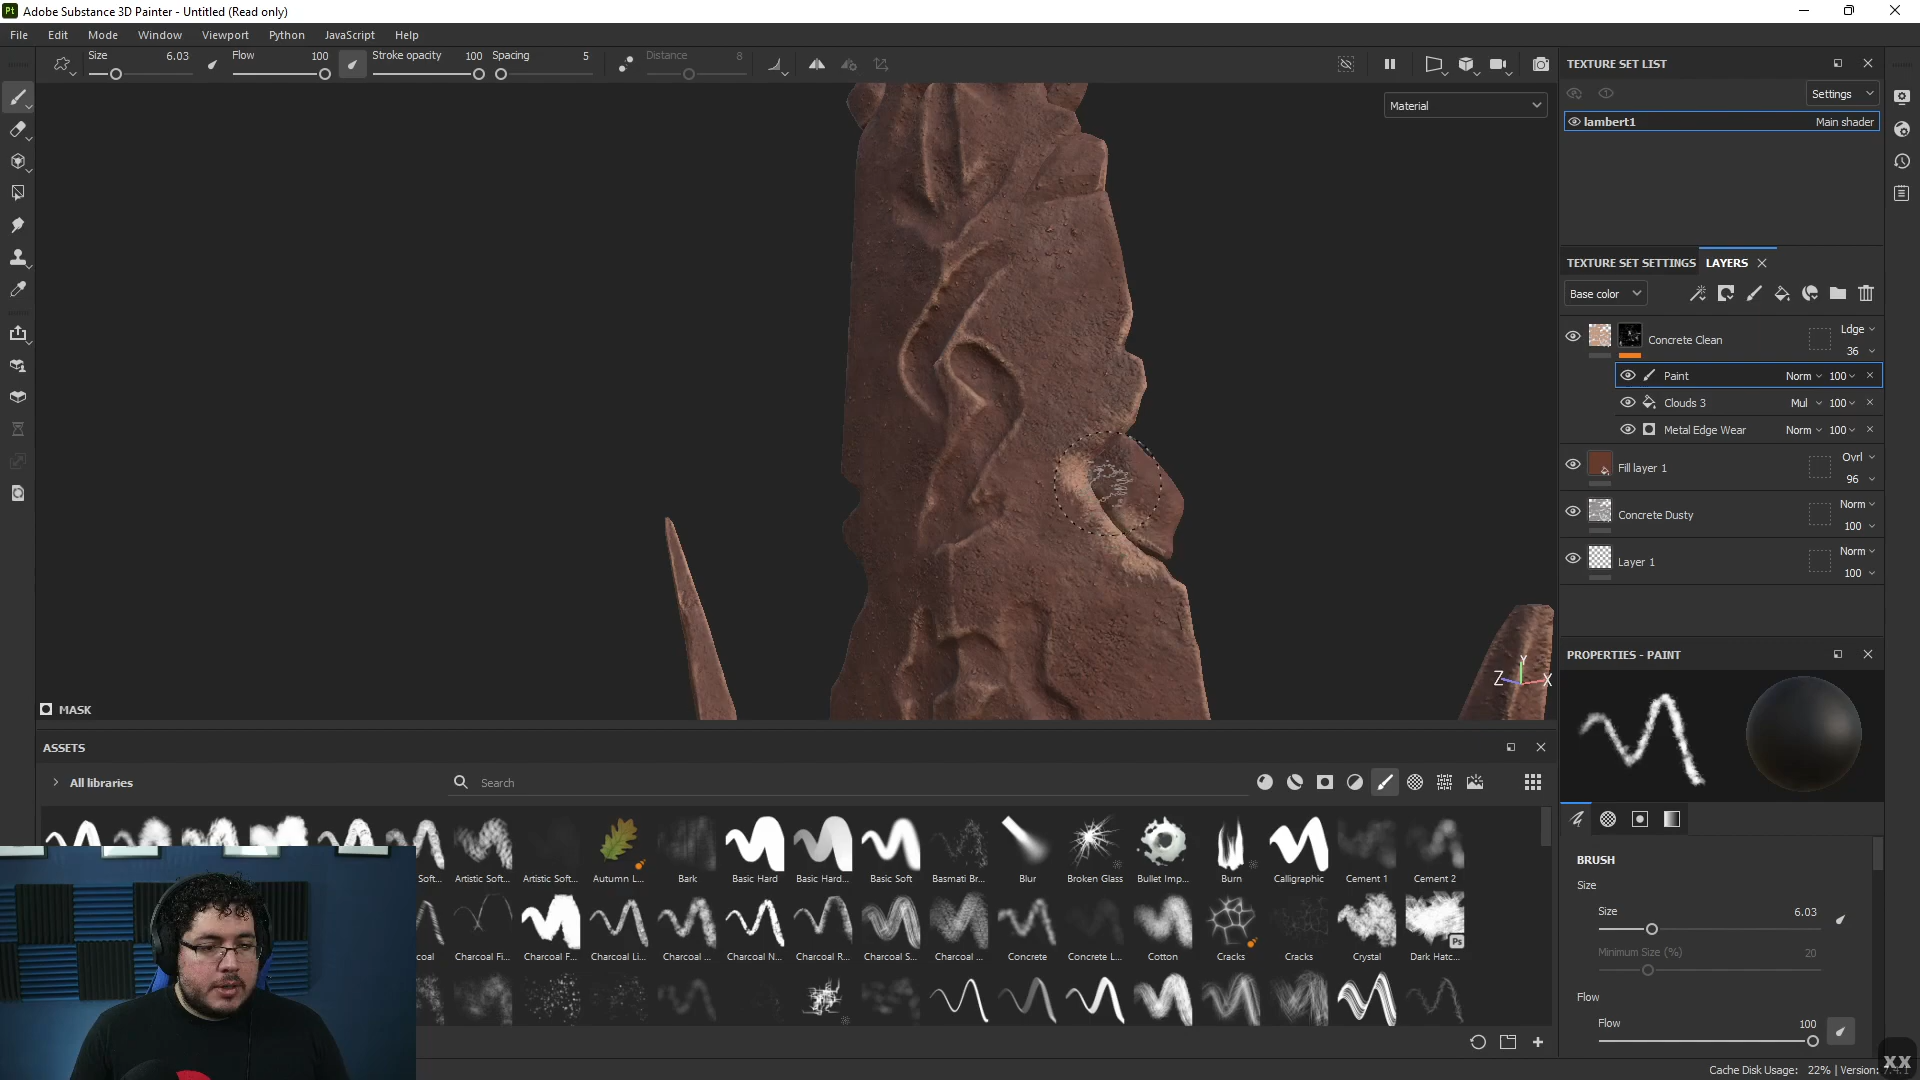 Adobe Substance 3D Painter - Untitled (Read only)
File Edit Mode Window Viewport Python JavaScript Help
Size 6.03 Flow 100 Stroke opacity 100 Spacing 5 Distance 8
Material
MASK
Y
Z X
TEXTURE SET LIST
Settings
lambert1 Main shader
TEXTURE SET SETTINGS LAYERS
Base color
Concrete Clean Ldge 36
Paint Norm 100
Clouds 3 Mul 100
Metal Edge Wear Norm 100
Fill layer 1 Ovrl 96
Concrete Dusty Norm 100
Layer 1 Norm 100
PROPERTIES - PAINT
BRUSH
Size
Size 6.03
Minimum Size (%) 20
Flow
Flow 100
ASSETS
All libraries Search
Soft... Artistic Soft... Artistic Soft... Autumn L... Bark Basic Hard Basic Hard... Basic Soft Basmati Br... Blur Broken Glass Bullet Imp... Burn Calligraphic Cement 1 Cement 2
Charcoal Fi... Charcoal F... Charcoal Li... Charcoal ... Charcoal N... Charcoal R... Charcoal S... Charcoal ... Concrete Concrete L... Cotton Cracks Cracks Crystal Dark Hatc...
Ps
Cache Disk Usage: 22% | Version:
XX